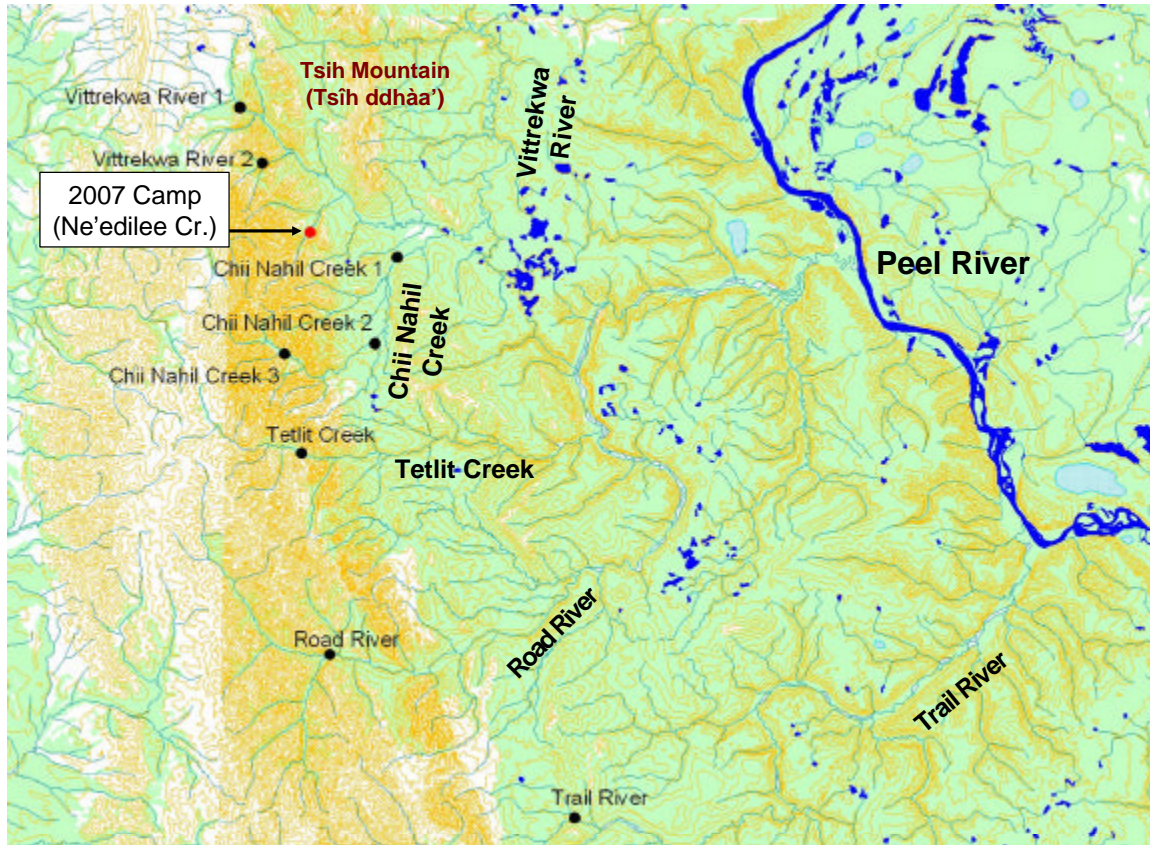 Tsih Mountain
(Tsîh ddhàa')
Vittrekwa River 1
Vittrekwa
River
Vittrekwa River 2
2007 Camp
(Ne'edilee Cr.)
Chii Nahil Creek 1
Peel River
Chii Nahil
Creek
Chii Nahil Creek 2
Chii Nahil Creek 3
Tetlit Creek
Tetlit Creek
Road River
Road River
Trail River
Trail River